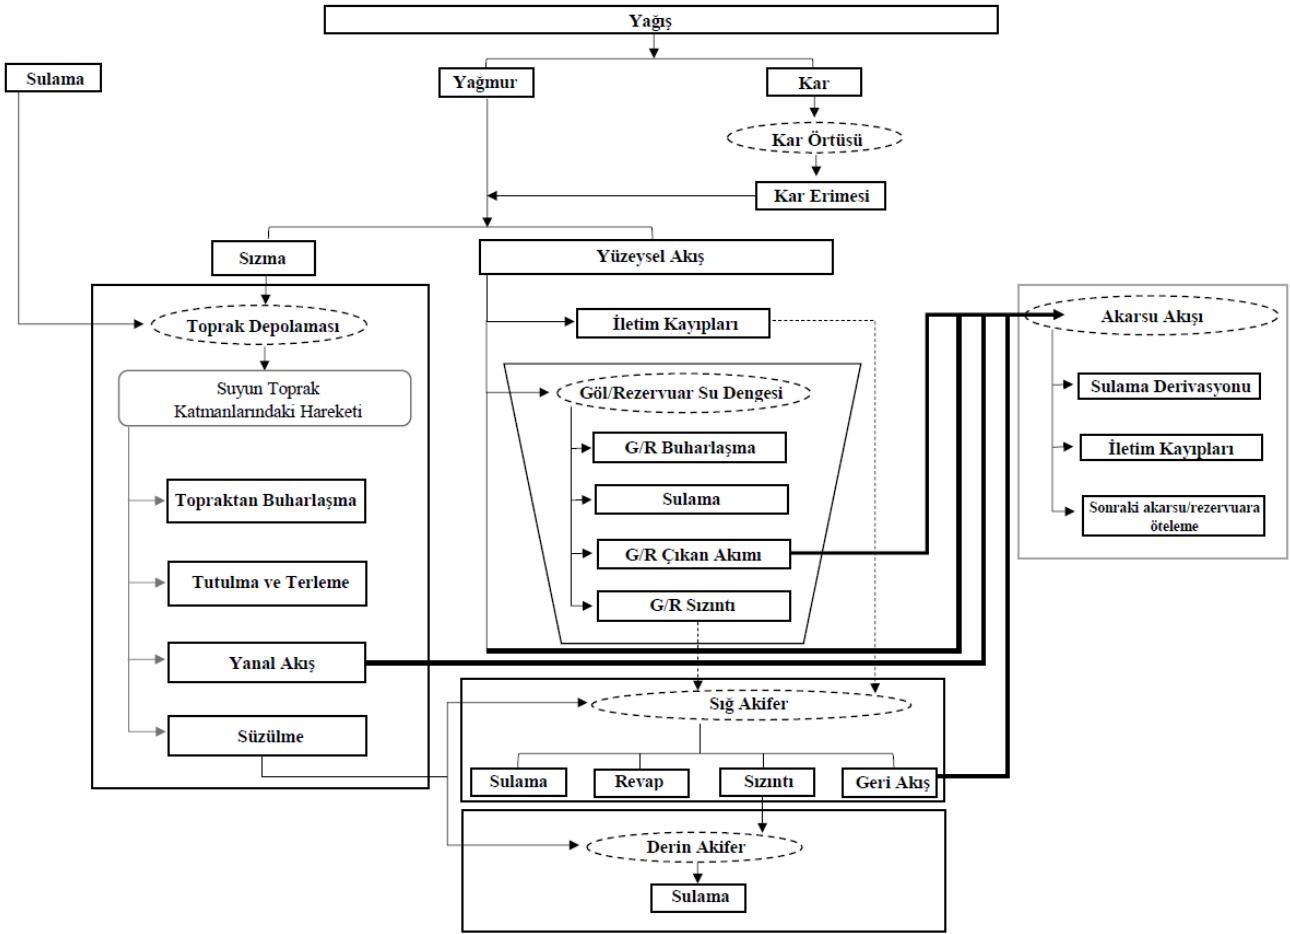 Yağış
Sulama
Yağmur
Kar
Kar Örtüsü
Kar Erimesi
Sızma
Yüzeysel Akış
Toprak Depolaması
İletim Kayıpları
Akarsu Akışı
Suyun Toprak
Katmanlarındaki Hareketi
Göl/Rezervuar Su Dengesi
Sulama Derivasyonu
G/R Buharlaşma
İletim Kayıpları
Topraktan Buharlaşma
Sulama
Sonraki akarsu/rezervuara
öteleme
G/R Çıkan Akımı
Tutulma ve Terleme
G/R Sızıntı
Yanal Akış
Sığ Akifer
Süzülme
Sulama
Revap
Sızıntı
Geri Akış
Derin Akifer
Sulama